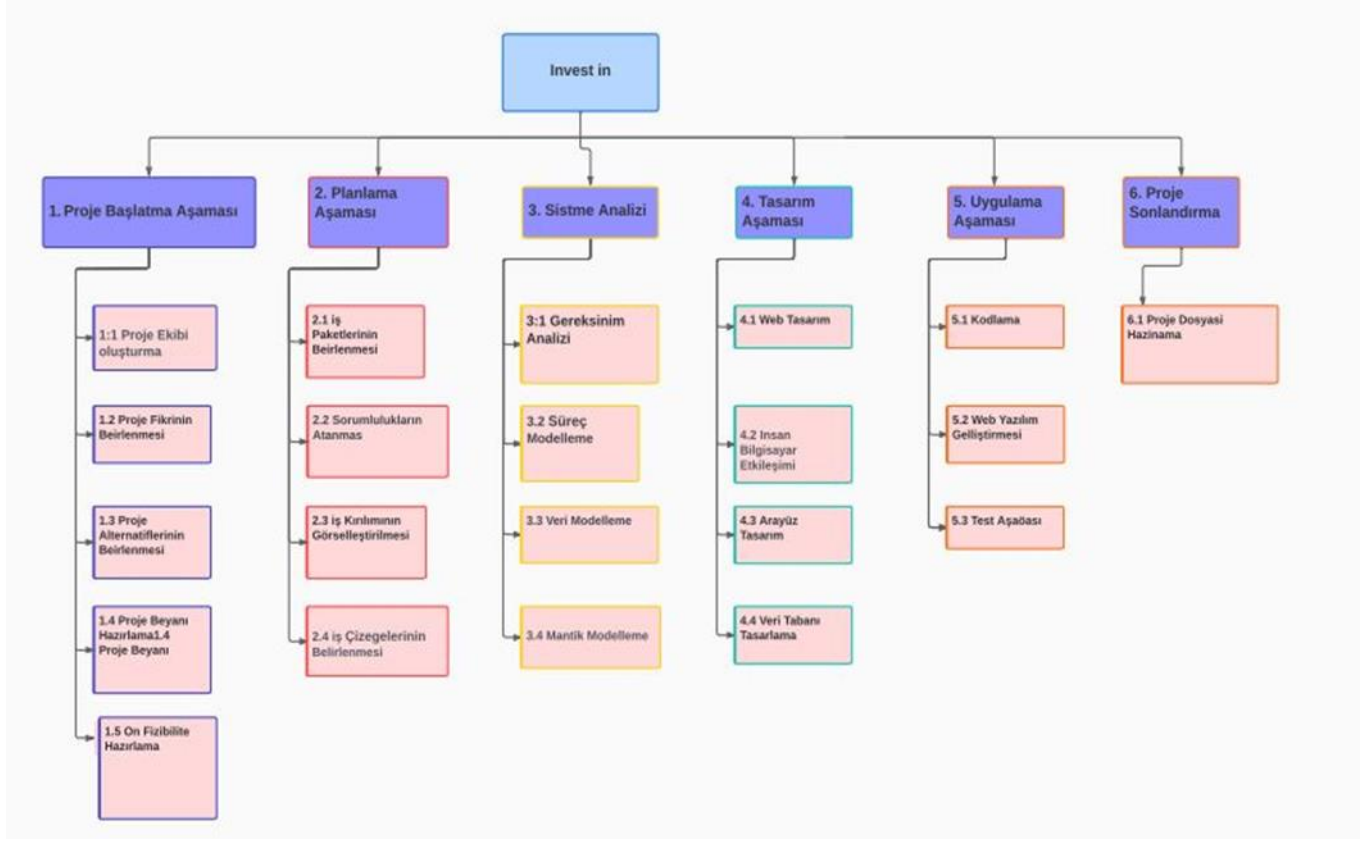 Invest in
1. Proje Başlatma Aşaması
2. Planlama
Aşaması
3. Sistme Analizi
4. Tasarım
Aşaması
5. Uygulama
Aşaması
6. Proje
Sonlandırma
1:1 Proje Ekibi
oluşturma
1.2 Proje Fikrinin
Beirlenmesi
1.3 Proje
Alternatiflerinin
Beirlenmesi
1.4 Proje Beyanı
Hazırlama1.4
Proje Beyanı
1.5 On Fizibilite
Hazırlama
2.1 iş
Paketlerinin
Beirlenmesi
2.2 Sorumlulukların
Atanmas
2.3 iş Kırılımının
Görselleştirilmesi
2.4 iş Çizegelerinin
Belirlenmesi
3:1 Gereksinim
Analizi
3.2 Süreç
Modelleme
3.3 Veri Modelleme
3.4 Mantik Modelleme
4.1 Web Tasarım
4.2 Insan
Bilgisayar
Etkileşimi
4.3 Arayüz
Tasarım
4.4 Veri Tabanı
Tasarlama
5.1 Kodlama
5.2 Web Yazılım
Gelliştirmesi
5.3 Test Aşaöası
6.1 Proje Dosyasi
Hazinama